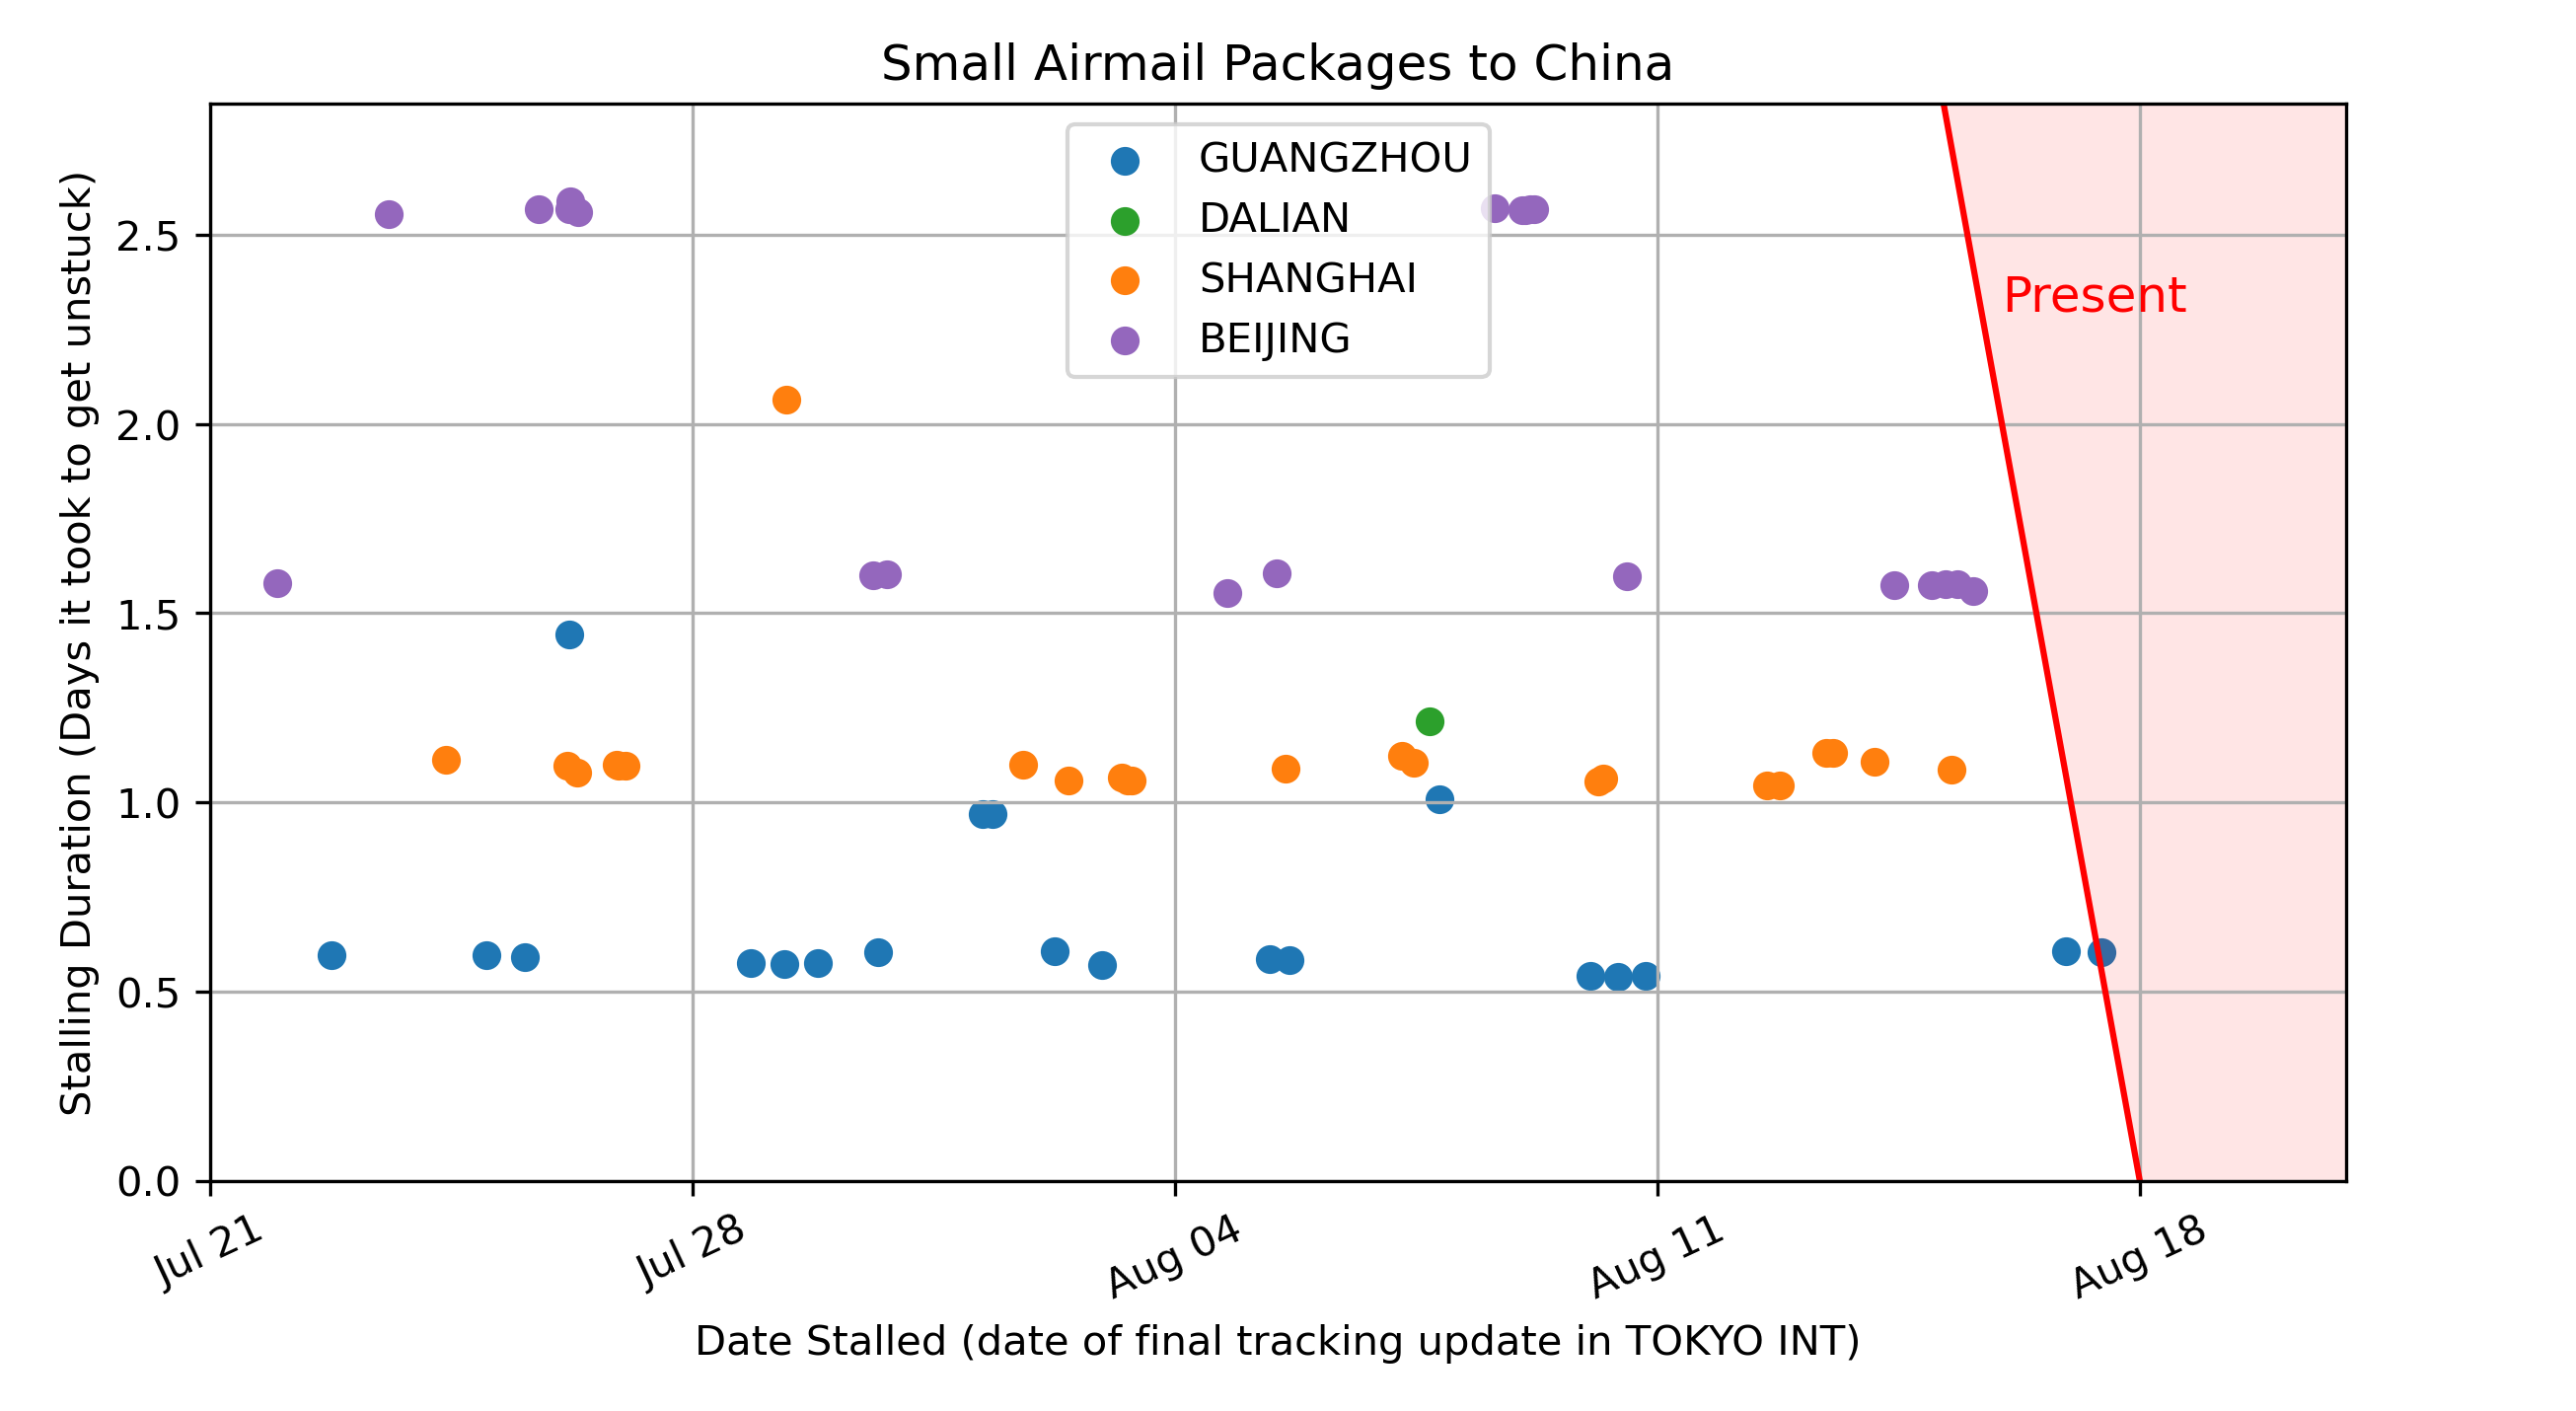 Small Airmail Packages to China
Stalling Duration (Days it took to get unstuck)
2.5
2.0
1.5
1.0
0.5
0.0
GUANGZHOU
DALIAN
SHANGHAI
BEIJING
Present
Jul 21
Jul 28
Aug 04
Aug 11
Aug 18
Date Stalled (date of final tracking update in TOKYO INT)